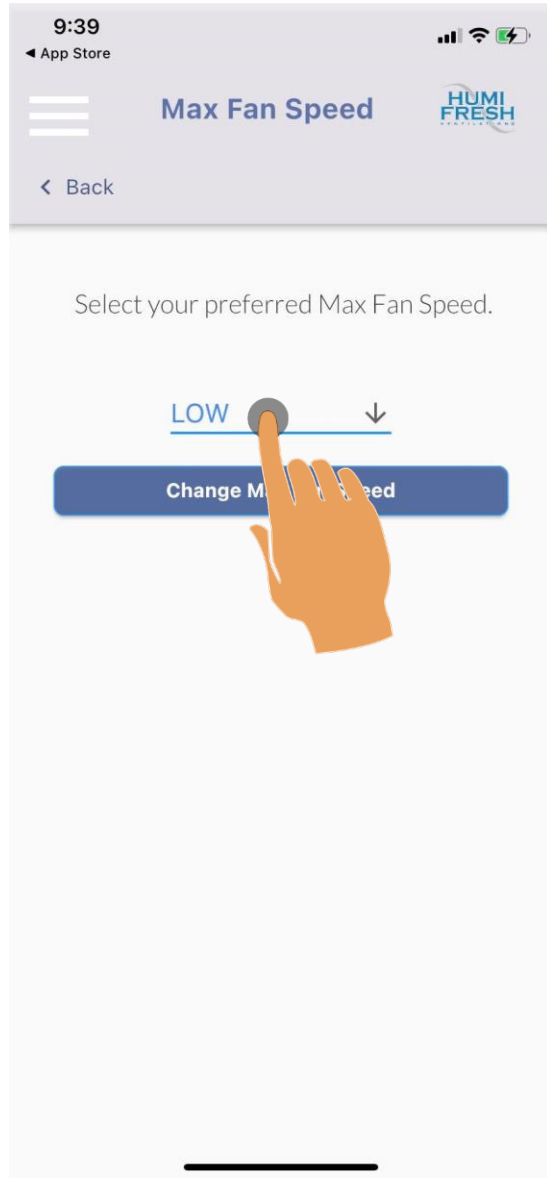 9:39
◄ App Store
Max Fan Speed
HUMI
FRESH
< Back
Select your preferred Max Fan Speed.
LOW
Change M eed